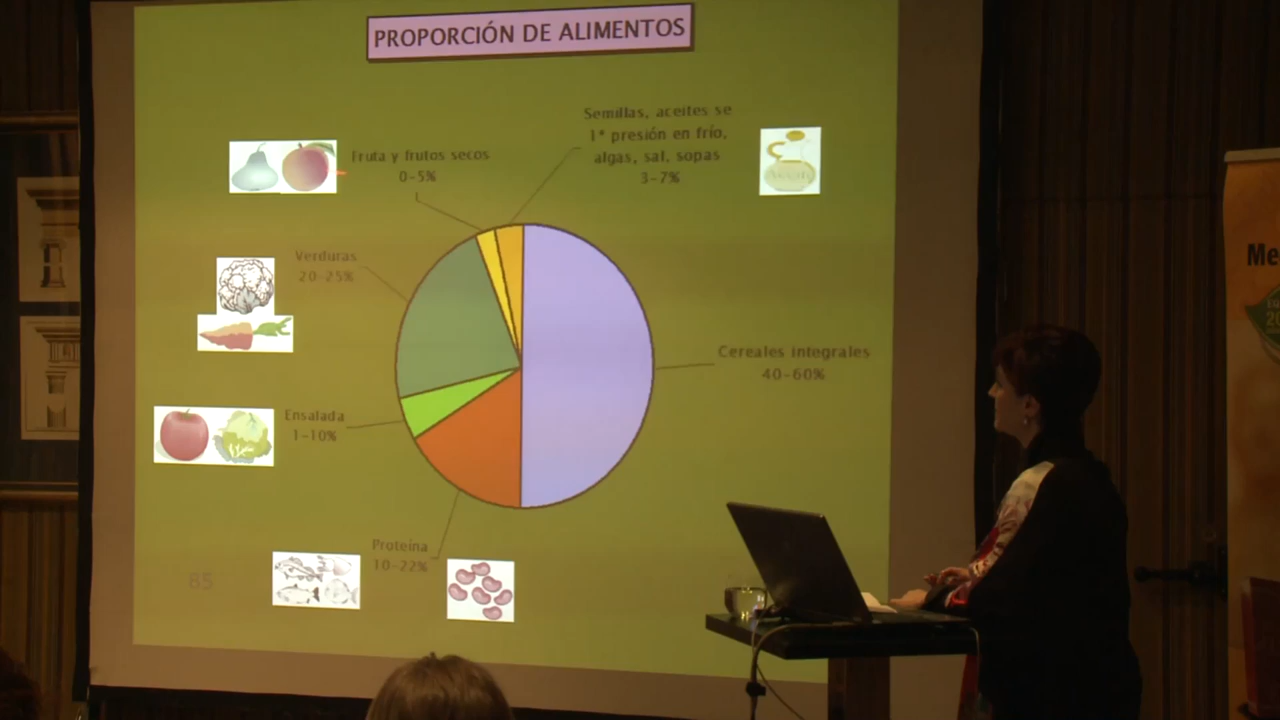 PROPORCIÓN DE ALIMENTOS
Semillas, aceites se
1ª presión en frío,
algas, sal, sopas
3-7%
Fruta y frutos secos
0-5%
Verduras
20-25%
Cereales integrales
40-60%
Ensalada
1-10%
Proteína
10-22%
85
Me